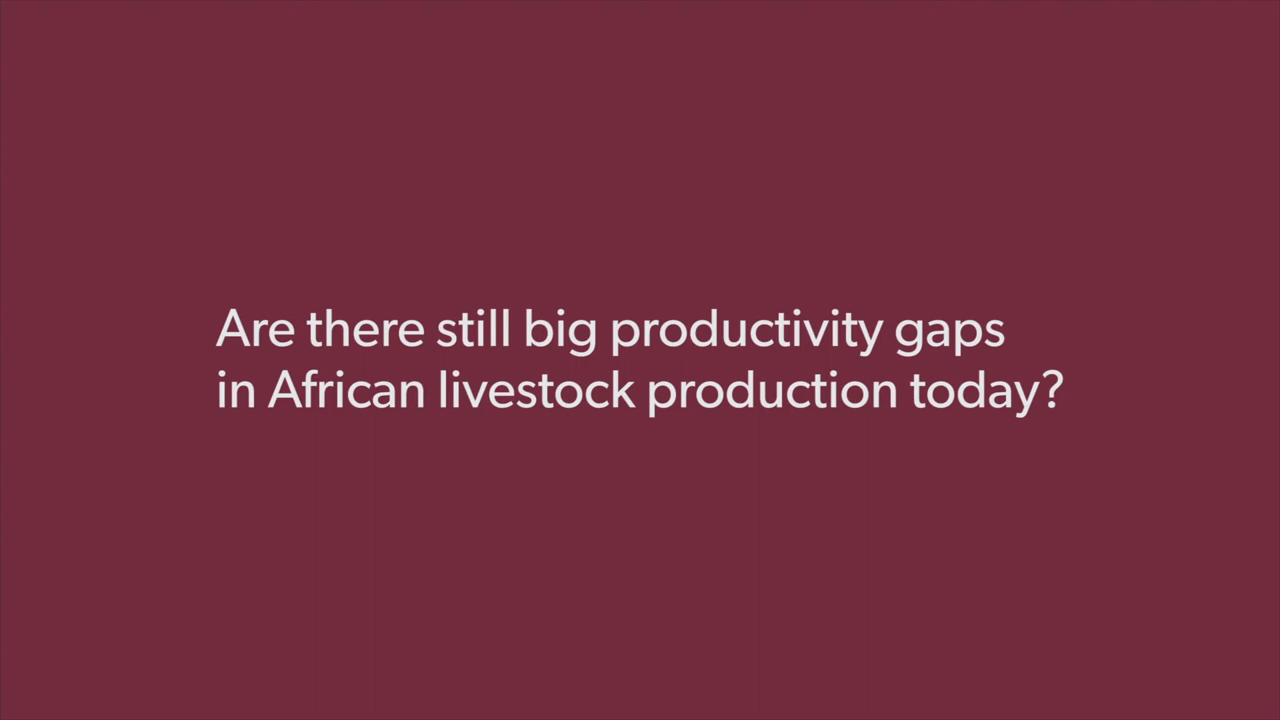 Are there still big productivity gaps
in African livestock production today?